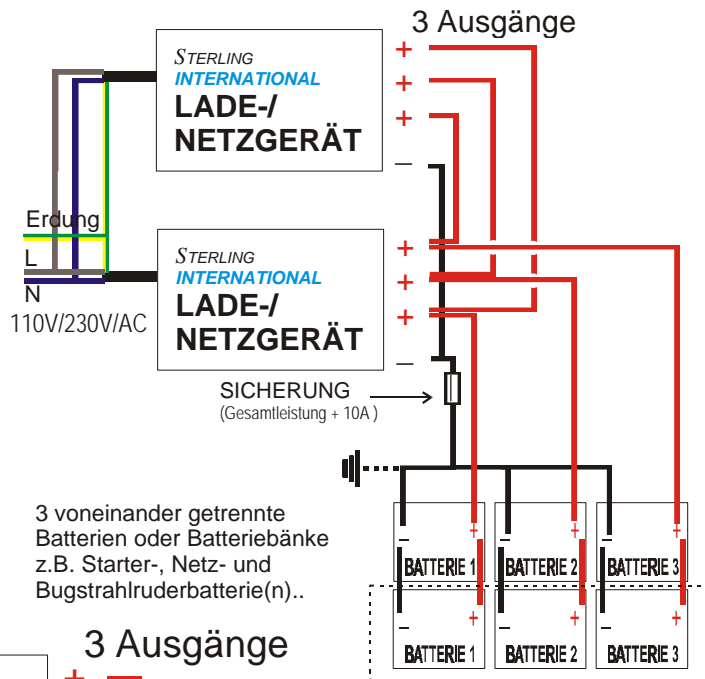 3 Ausgänge
STERLING
INTERNATIONAL
LADE-/
NETZGERÄT
+
+
+
–
Erdung
L
N
110V/230V/AC
STERLING
INTERNATIONAL
LADE-/
NETZGERÄT
+
+
+
–
SICHERUNG
(Gesamtleistung + 10A )
3 voneinander getrennte
Batterien oder Batteriebänke
z.B. Starter-, Netz- und
Bugstrahlruderbatterie(n)..
– + – + – +
BATTERIE 1 BATTERIE 2 BATTERIE 3
– + – + – +
BATTERIE 1 BATTERIE 2 BATTERIE 3
3 Ausgänge
+